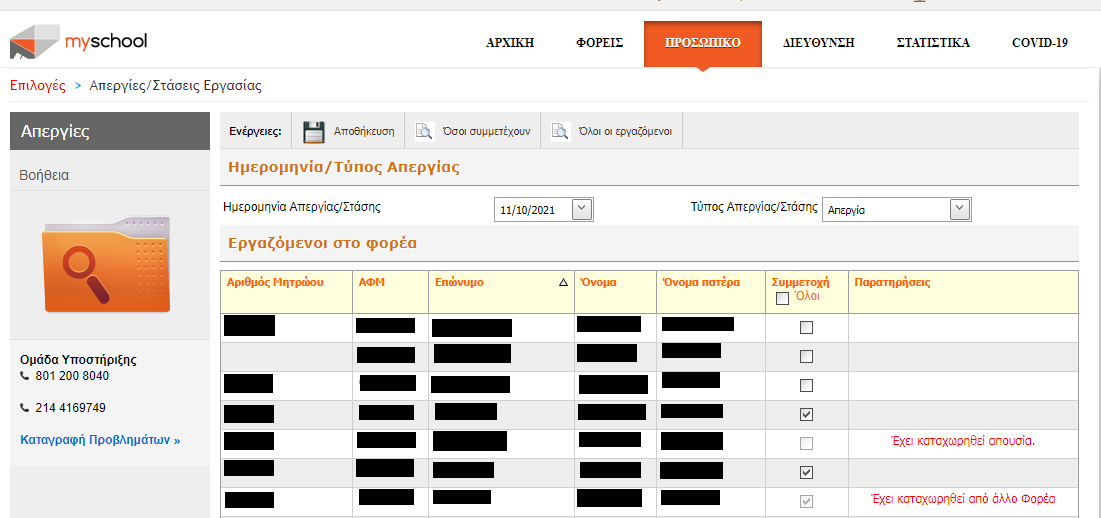 myschool
ΑΡΧΙΚΗ ΦΟΡΕΙΣ ΠΡΟΣΩΠΙΚΟ ΔΙΕΥΘΥΝΣΗ ΣΤΑΤΙΣΤΙΚΑ COVID-19
Επιλογές > Απεργίες/Στάσεις Εργασίας
Απεργίες
Βοήθεια
Ομάδα Υποστήριξης
801 200 8040
214 4169749
Καταγραφή Προβλημάτων »
Ενέργειες: Αποθήκευση Όσοι συμμετέχουν Όλοι οι εργαζόμενοι
Ημερομηνία/Τύπος Απεργίας
Ημερομηνία Απεργίας/Στάσης 11/10/2021 Τύπος Απεργίας/Στάσης Απεργία
Εργαζόμενοι στο φορέα
Αριθμός Μητρώου ΑΦΜ Επώνυμο Όνομα Όνομα πατέρα Συμμετοχή Παρατηρήσεις
Όλοι
Έχει καταχωρηθεί απουσία.
Έχει καταχωρηθεί από άλλο Φορέα